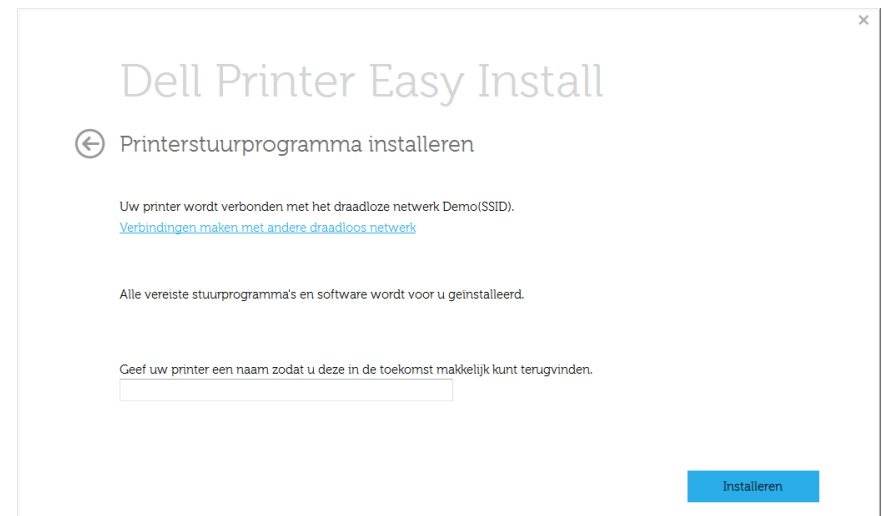 Dell Printer Easy Install
Printerstuurprogramma installeren
Uw printer wordt verbonden met het draadloze netwerk Demo(SSID).
Verbindingen maken met andere draadloos netwerk
Alle vereiste stuurprogramma's en software wordt voor u geïnstalleerd.
Geef uw printer een naam zodat u deze in de toekomst makkelijk kunt terugvinden.
Installeren